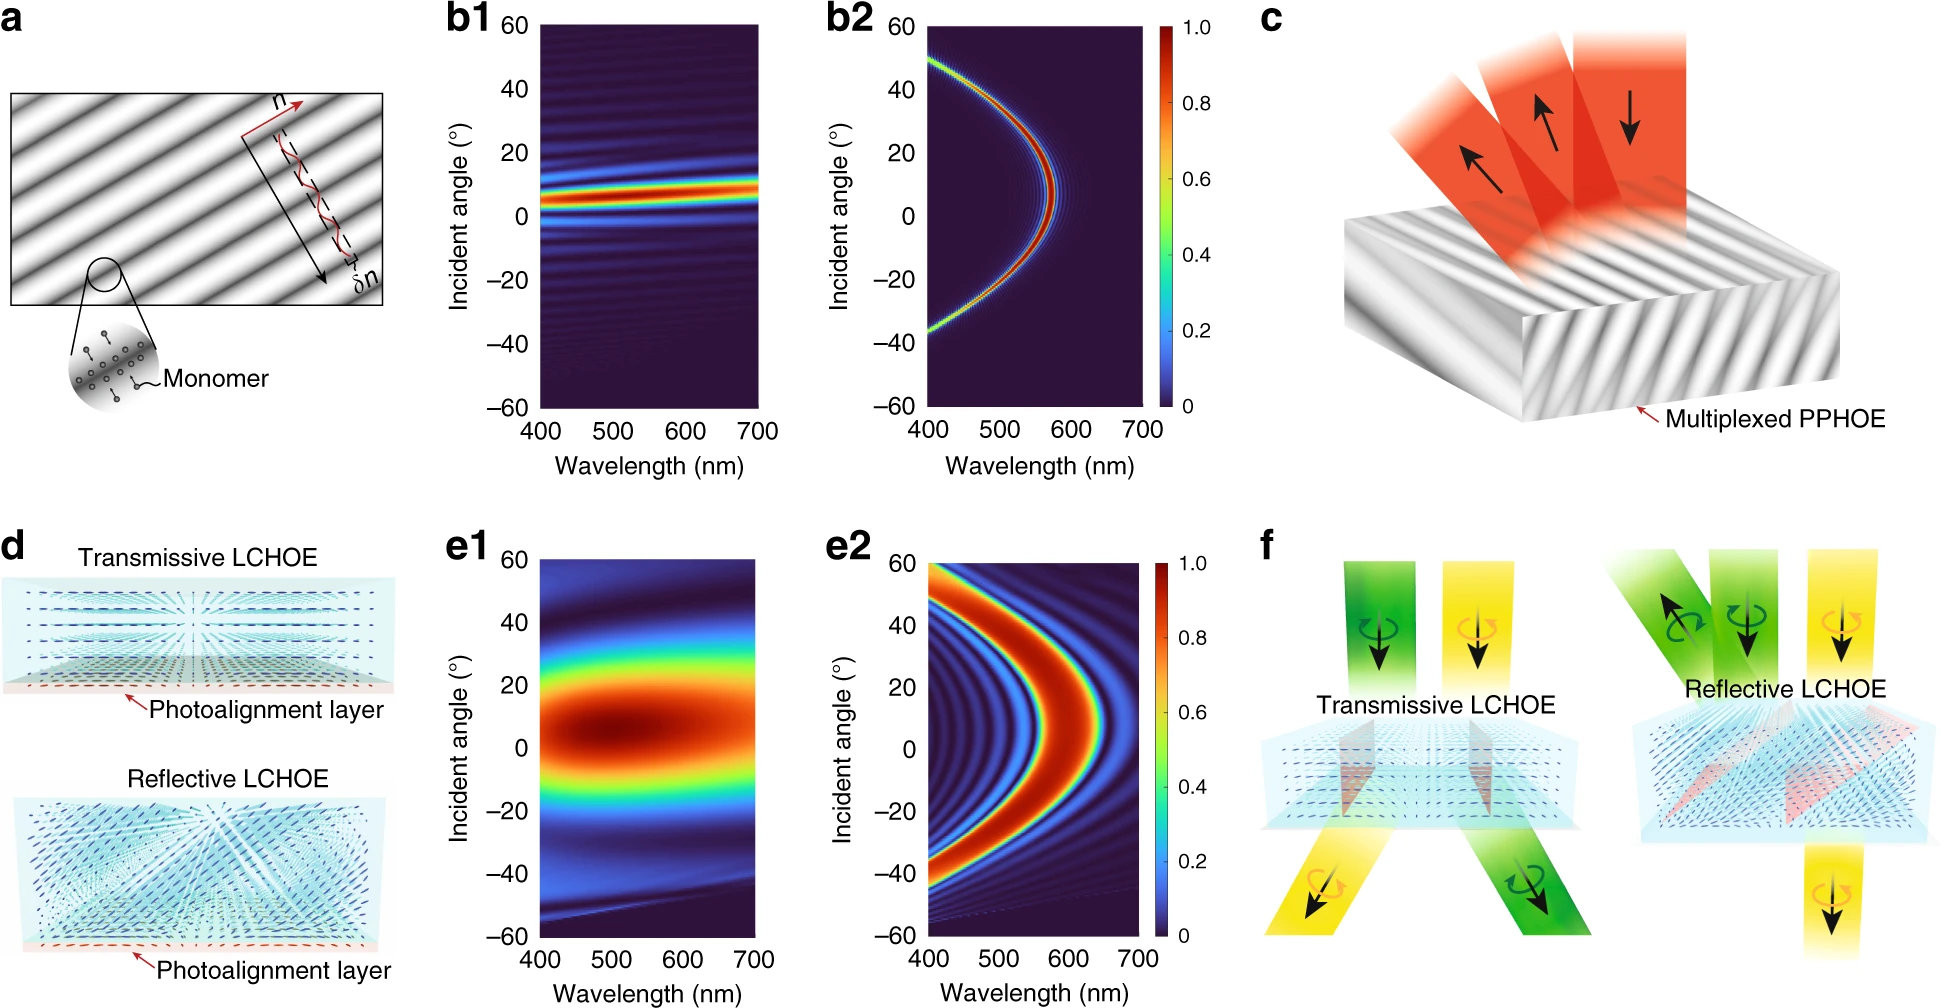 a
n
δn
Monomer
b1
60
40
20
0
−20
−40
−60
400 500 600 700
Incident angle (°)
Wavelength (nm)
b2
60
40
20
0
−20
−40
−60
400 500 600 700
Incident angle (°)
Wavelength (nm)
1.0
0.8
0.6
0.4
0.2
0
c
Multiplexed PPHOE
d
Transmissive LCHOE
Photoalignment layer
Reflective LCHOE
Photoalignment layer
e1
60
40
20
0
−20
−40
−60
400 500 600 700
Incident angle (°)
Wavelength (nm)
e2
60
40
20
0
−20
−40
−60
400 500 600 700
Incident angle (°)
Wavelength (nm)
1.0
0.8
0.6
0.4
0.2
0
f
Transmissive LCHOE
Reflective LCHOE